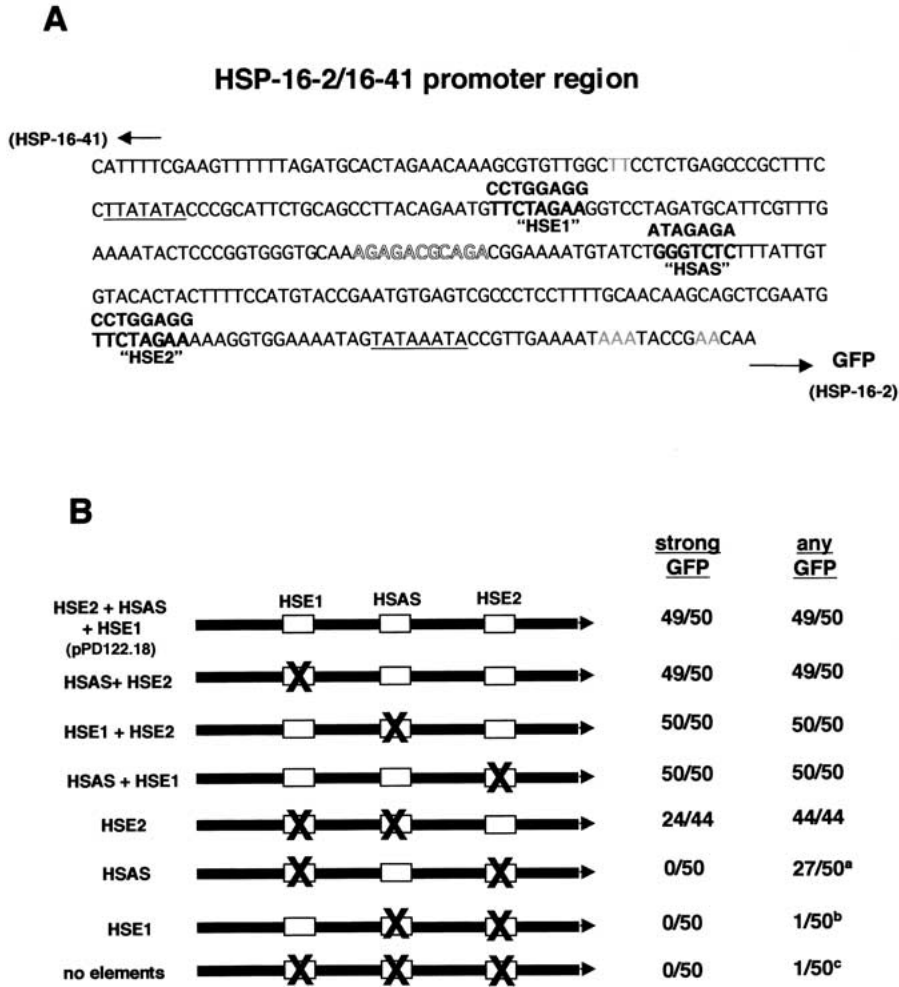 A
HSP-16-2/16-41 promoter region
(HSP-16-41)
CATTTTCGAAGTTTTTTAGATGCACTAGAACAAAGCGTGTTGGCTTCCTCTGAGCCCGCTTTC
CCTGGAGG
CTTATATACCCGCATTCTGCAGCCTTACAGAATGTTCTAGAAGGTCCTAGATGCATTCGTTTG
"HSE1"
ATAGAGA
AAAATACTCCCGGTGGGTGCAAAGAGACGCAGACGGAAAATGTATCTGGGTCTCTTTATTGT
"HSAS"
GTACACTACTTTTCCATGTACCGAATGTGAGTCGCCCTCCTTTTGCAACAAGCAGCTCGAATG
CCTGGAGG
TTCTAGAAAAAGGTGGAAAATAGTATAAATACCGTTGAAAATAAATACCGAACAA
"HSE2"
GFP
(HSP-16-2)
B
strong GFP
any GFP
HSE1 HSAS HSE2
HSE2 + HSAS + HSE1 (pPD122.18) 49/50 49/50
HSAS+ HSE2 49/50 49/50
HSE1 + HSE2 50/50 50/50
HSAS + HSE1 50/50 50/50
HSE2 24/44 44/44
HSAS 0/50 27/50a
HSE1 0/50 1/50b
no elements 0/50 1/50c